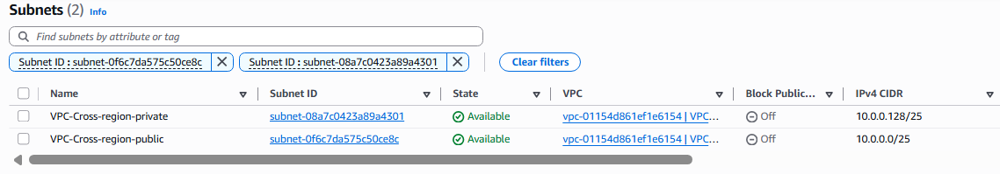 Subnets (2) Info
Find subnets by attribute or tag
Subnet ID : subnet-0f6c7da575c50ce8c Subnet ID : subnet-08a7c0423a89a4301 Clear filters
Name Subnet ID State VPC Block Public... IPv4 CIDR
VPC-Cross-region-private subnet-08a7c0423a89a4301 Available vpc-01154d861ef1e6154 | VPC... Off 10.0.0.128/25
VPC-Cross-region-public subnet-0f6c7da575c50ce8c Available vpc-01154d861ef1e6154 | VPC... Off 10.0.0.0/25